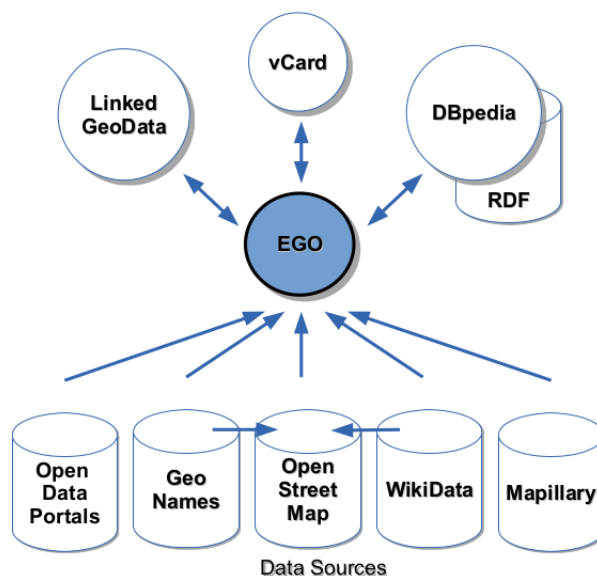 vCard
Linked
GeoData
DBpedia
RDF
EGO
Open
Data
Portals
Geo
Names
Open
Street
Map
WikiData
Mapillary
Data Sources